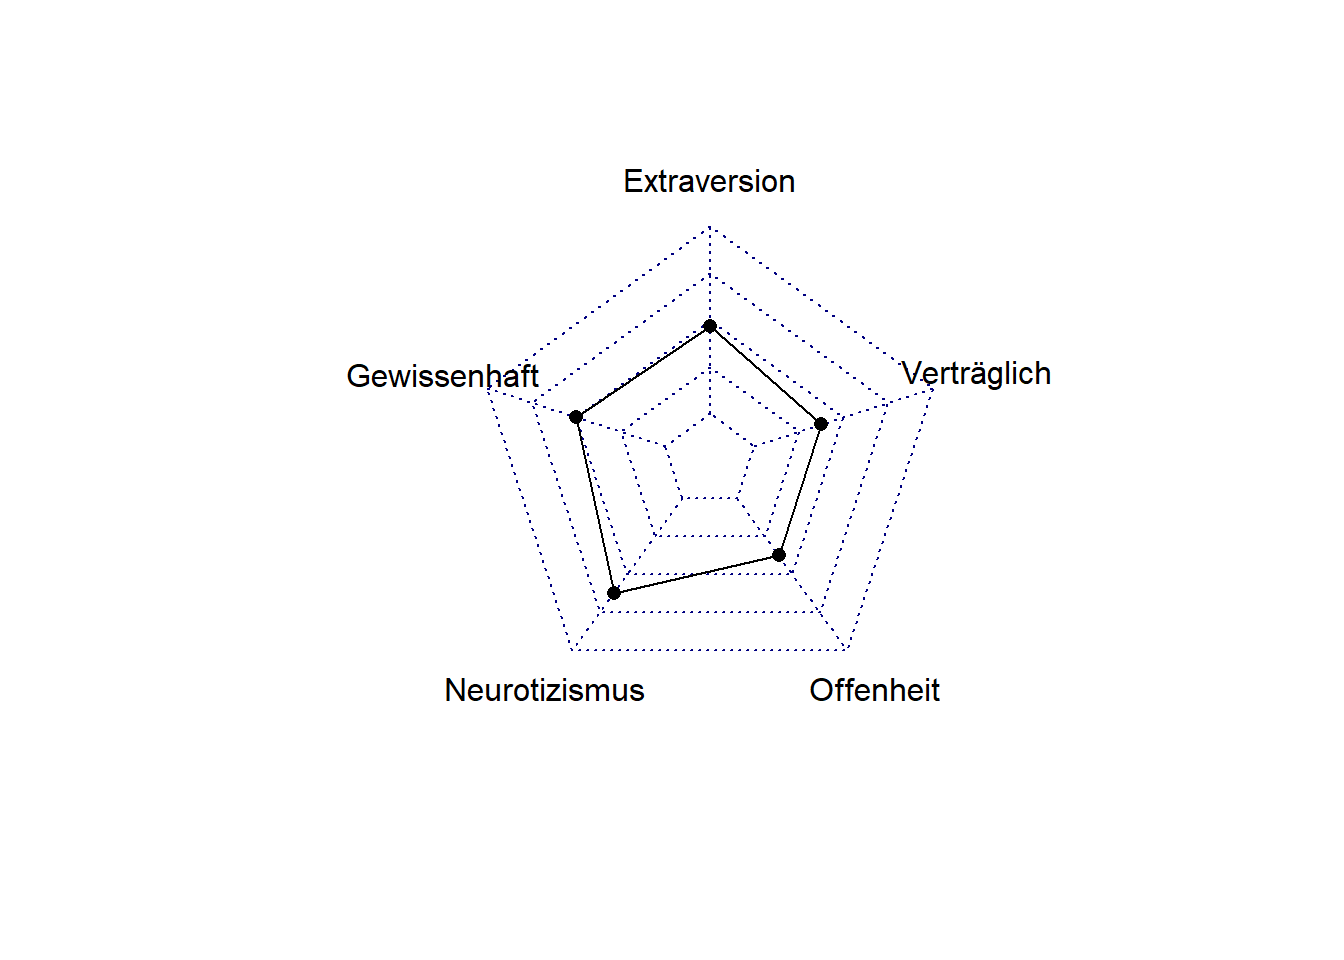 Extraversion
Gewissenhaft
Verträglich
Neurotizismus
Offenheit